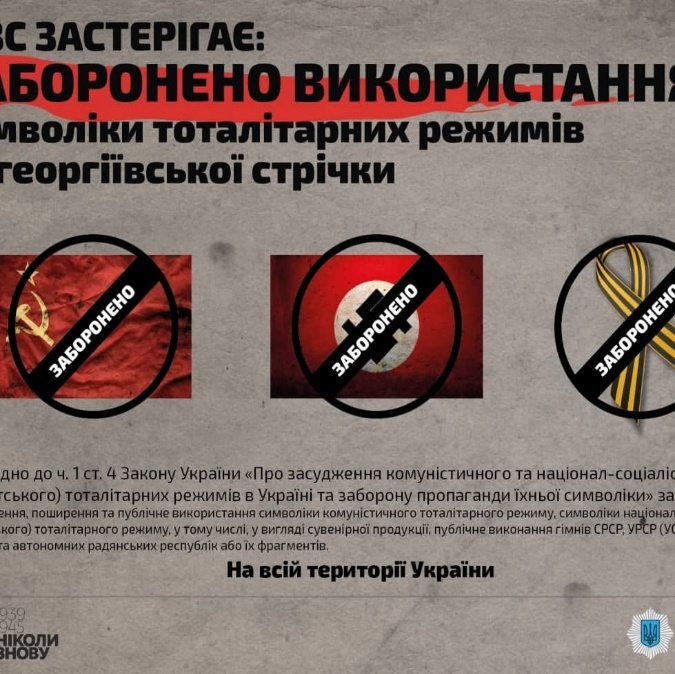 ВС ЗАСТЕРІГАЄ:
АБОРОНЕНО ВИКОРИСТАННЯ
мволіки тоталітарних режимів
георгіївської стрічки
ЗАБОРОНЕНО
ЗАБОРОНЕНО
ЗАБОРОНЕНО
дно до ч. 1 ст. 4 Закону України «Про засудження комуністичного та націонал-соціаліс
тського) тоталітарних режимів в Україні та заборону пропаганди їхньої символіки» за
ення, поширення та публічне використання символіки комуністичного тоталітарного режиму, символіки націонал
ького) тоталітарного режиму, у тому числі, у вигляді сувенірної продукції, публічне виконання гімнів СРСР, УРСР (УС
та автономних радянських республік або їх фрагментів.
На всій території України
1939
1945
НІКОЛИ
ЗНОВУ